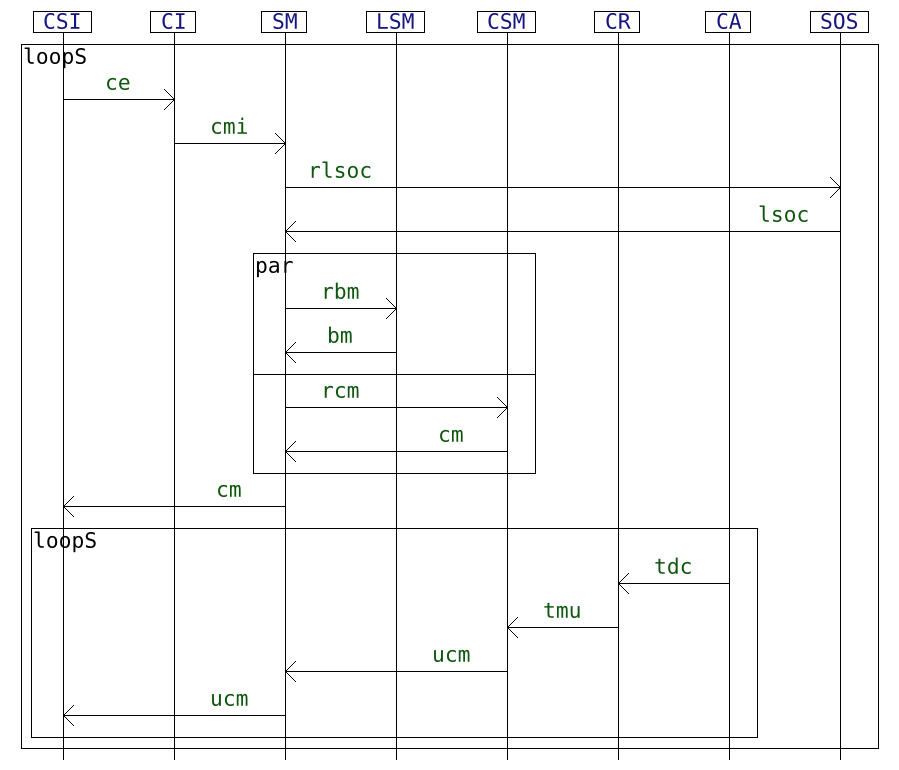 CSI CI SM LSM CSM CR CA SOS
loopS
ce
cmi
rlsoc
lsoc
par
rbm
bm
rcm
cm
cm
loopS
tdc
tmu
ucm
ucm